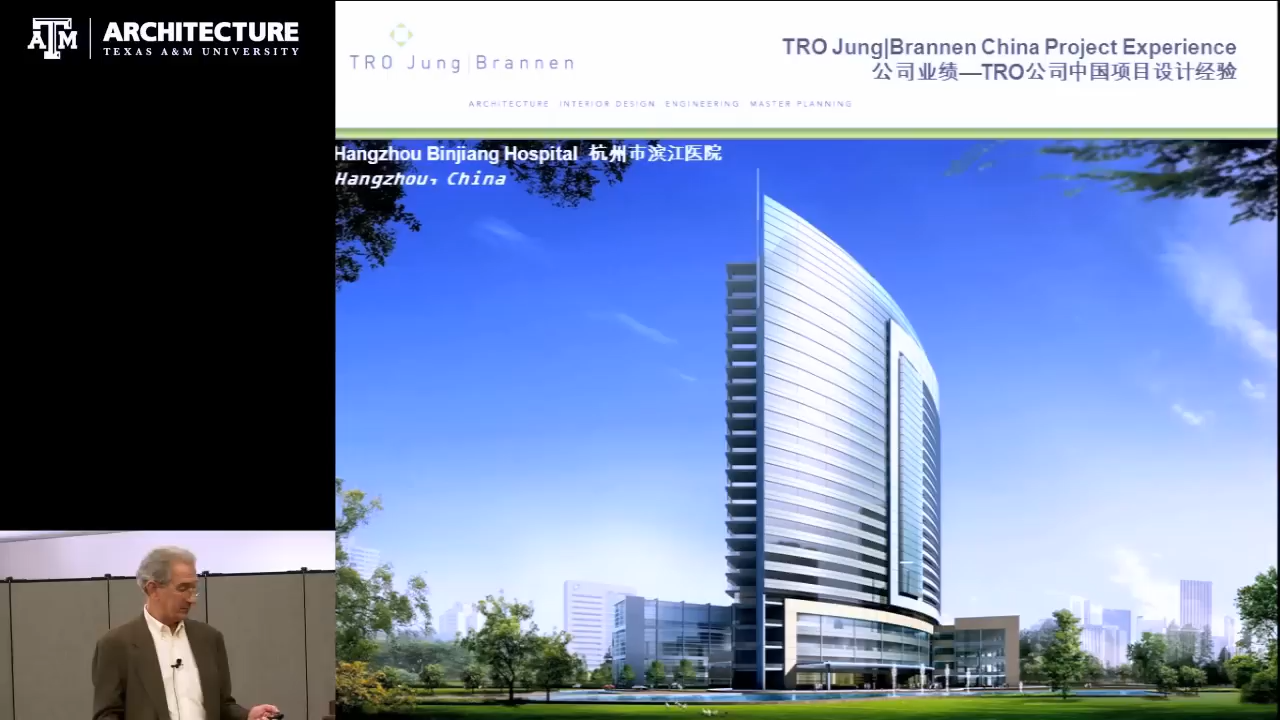 ATM
ARCHITECTURE
TEXAS A&M UNIVERSITY
TRO Jung|Brannen
TRO Jung|Brannen China Project Experience
公司业绩—TRO公司中国项目设计经验
ARCHITECTURE INTERIOR DESIGN ENGINEERING MASTER PLANNING
Hangzhou Binjiang Hospital 杭州市滨江医院
Hangzhou, China